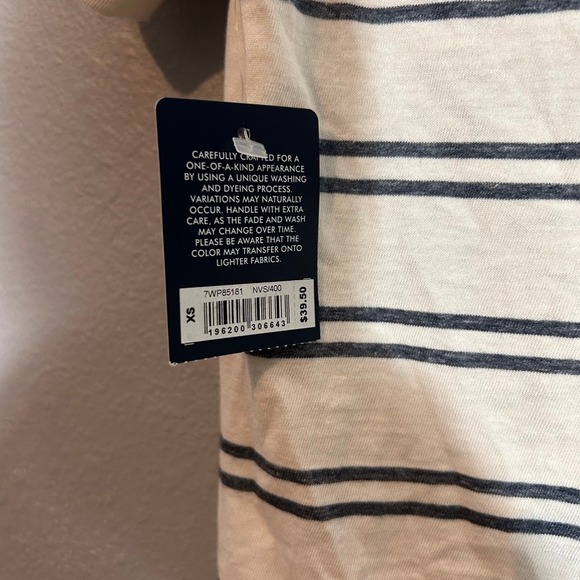 CAREFULLY CRAFTED FOR A
ONE-OF-A-KIND APPEARANCE
BY USING A UNIQUE WASHING
AND DYEING PROCESS.
VARIATIONS MAY NATURALLY
OCCUR. HANDLE WITH EXTRA
CARE, AS THE FADE AND WASH
MAY CHANGE OVER TIME.
PLEASE BE AWARE THAT THE
COLOR MAY TRANSFER ONTO
LIGHTER FABRICS.
7WP85181 NVS/400
XS
196200 306643
$39.50